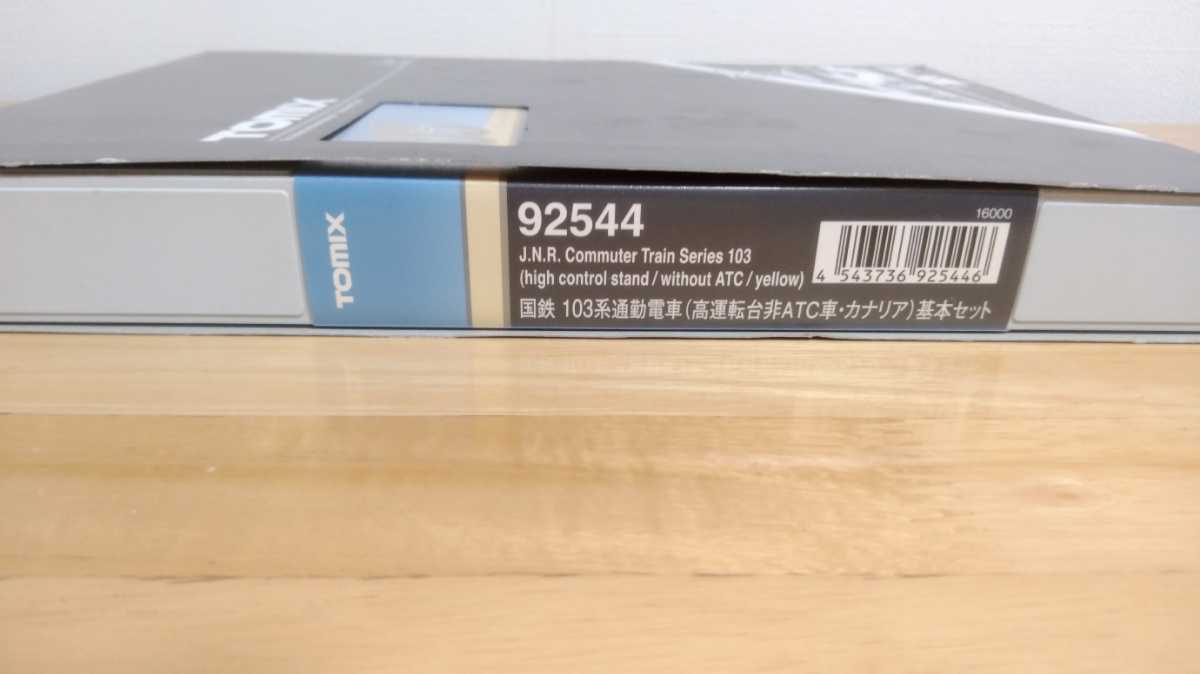 TOMIX
TOMIX
92544
16000
J.N.R. Commuter Train Series 103
(high control stand / without ATC / yellow)
4 543736 925446
国鉄 103系通勤電車(高運転台非ATC車・カナリア)基本セット